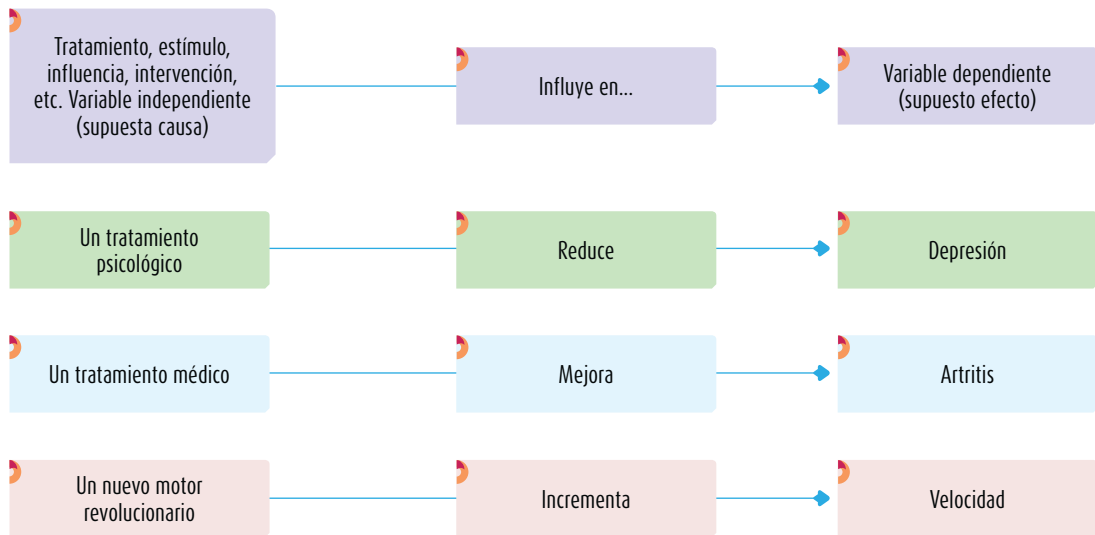 Tratamiento, estímulo,
influencia, intervención,
etc. Variable independiente
(supuesta causa)
Influye en...
Variable dependiente
(supuesto efecto)
Un tratamiento
psicológico
Reduce
Depresión
Un tratamiento médico
Mejora
Artritis
Un nuevo motor
revolucionario
Incrementa
Velocidad